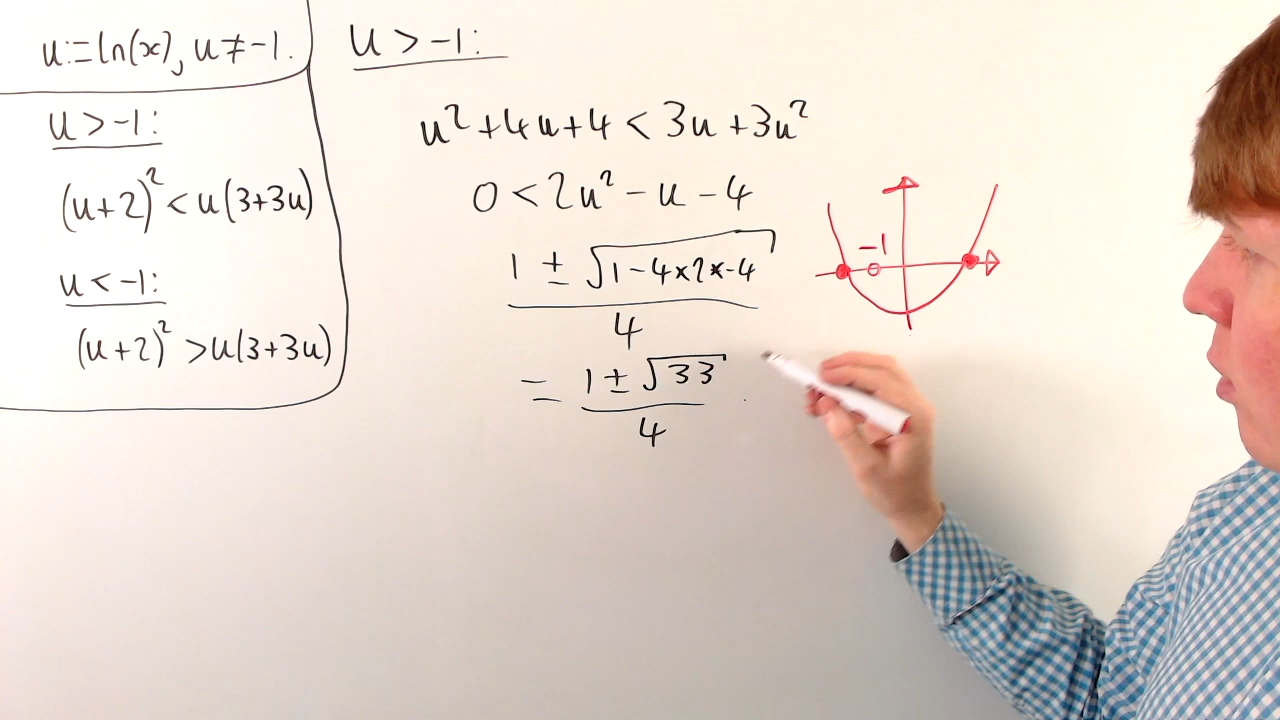 u:=ln(x), u≠-1.
u>-1:
(u+2)²<u(3+3u)
u<-1:
(u+2)²>u(3+3u)
u>-1:
u²+4u+4<3u+3u²
0<2u²-u-4
1±√1-4×2×-4
4
=1±√33
4
-1